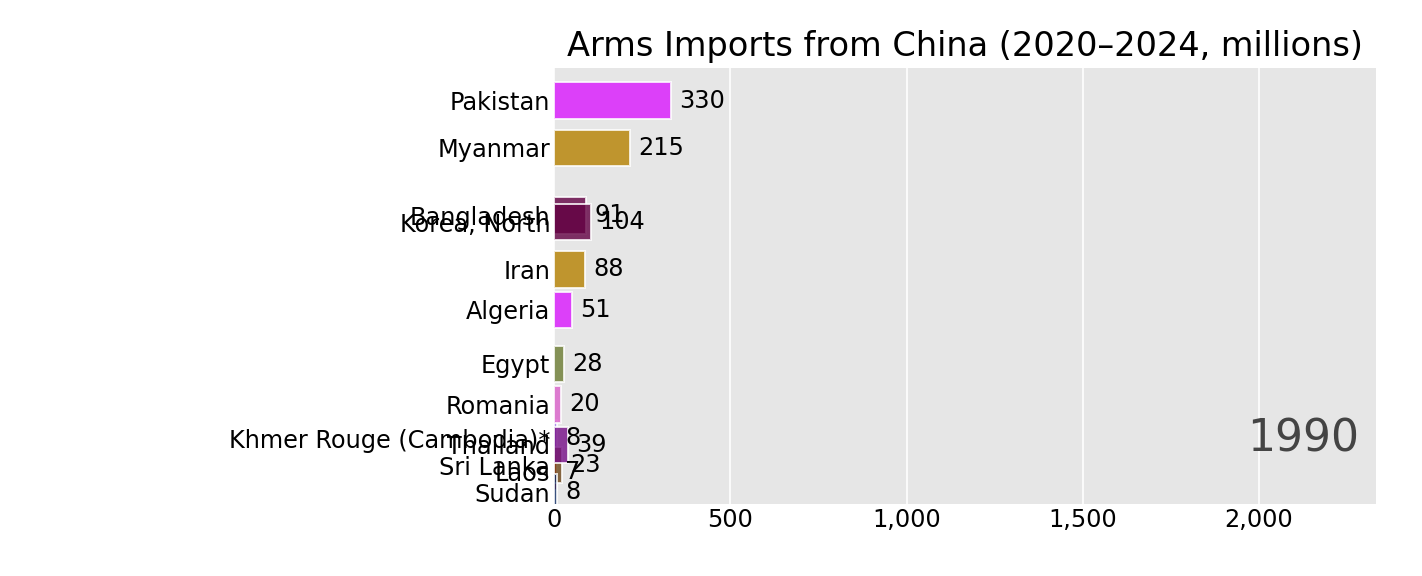 Arms Imports from China (2020–2024, millions)
Pakistan 330
Myanmar 215
Bangladesh 91
Korea, North 104
Iran 88
Algeria 51
Egypt 28
Romania 20
Khmer Rouge (Cambodia)* 8
Thailand 39
Sri Lanka 23
Laos 7
Sudan 8
1990
0 500 1,000 1,500 2,000